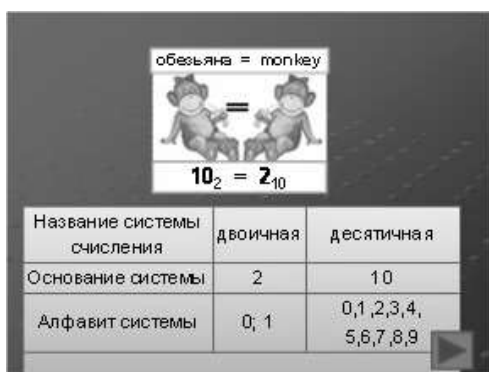 обезьяна = monkey
=
10₂ = 2₁₀
Название системы счисления двоичная десятичная
Основание системы 2 10
Алфавит системы 0; 1 0,1,2,3,4,
5,6,7,8,9